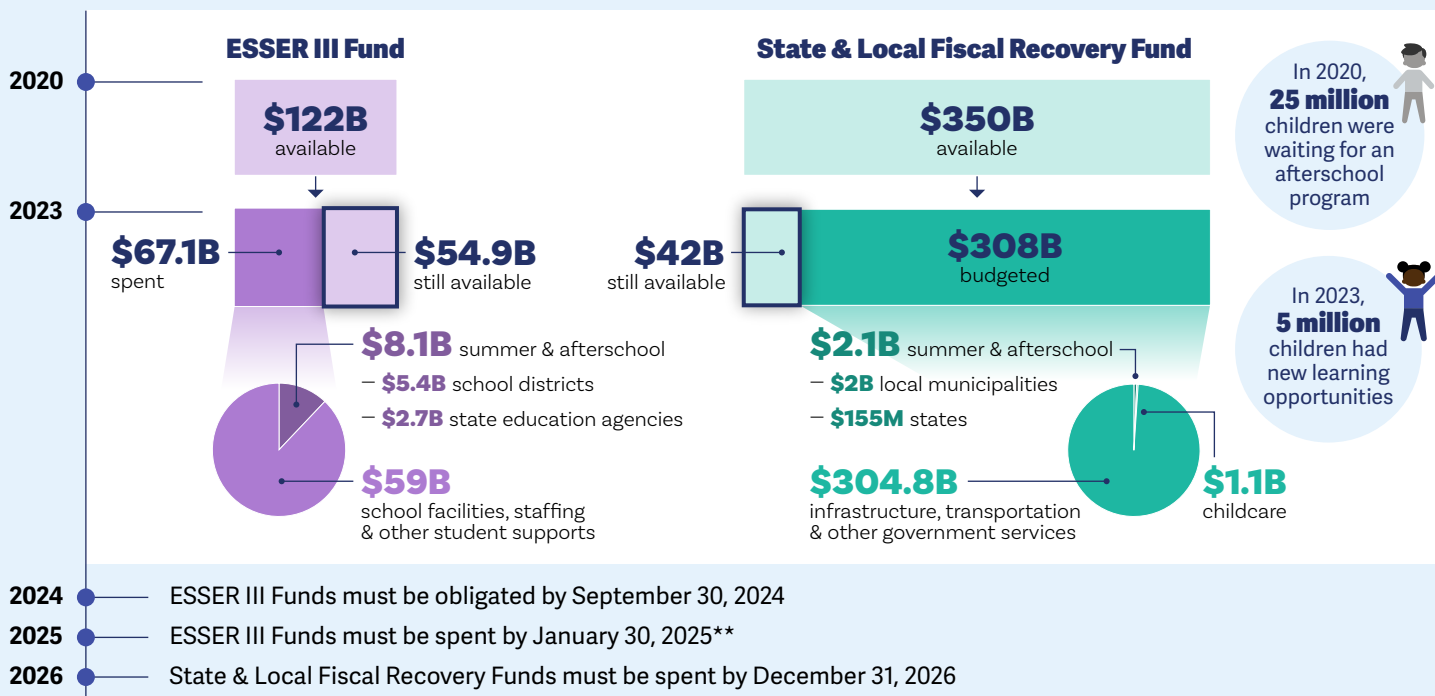 ESSER III Fund
State & Local Fiscal Recovery Fund
2020
$122B
available
$350B
available
In 2020,
25 million
children were
waiting for an
afterschool
program
2023
$67.1B
spent
$54.9B
still available
$42B
still available
$308B
budgeted
In 2023,
5 million
children had
new learning
opportunities
$8.1B summer & afterschool
– $5.4B school districts
– $2.7B state education agencies
$59B
school facilities, staffing
& other student supports
$2.1B summer & afterschool
– $2B local municipalities
– $155M states
$304.8B
infrastructure, transportation
& other government services
$1.1B
childcare
2024
ESSER III Funds must be obligated by September 30, 2024
2025
ESSER III Funds must be spent by January 30, 2025**
2026
State & Local Fiscal Recovery Funds must be spent by December 31, 2026